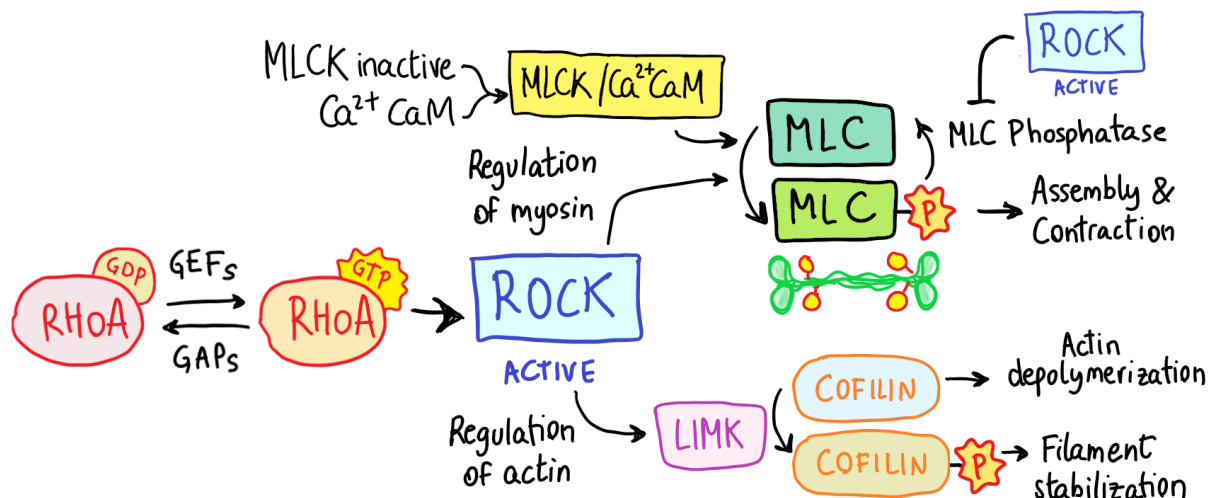 MLCK inactive
Ca²⁺ CaM
MLCK/Ca²⁺CaM
Regulation
of myosin
MLC
MLC
P
ROCK
ACTIVE
MLC Phosphatase
Assembly &
Contraction
RHOA
GDP
GEFs
GAPs
RHOA
GTP
ROCK
ACTIVE
Regulation
of actin
LIMK
COFILIN
Actin
depolymerization
COFILIN
P
Filament
stabilization